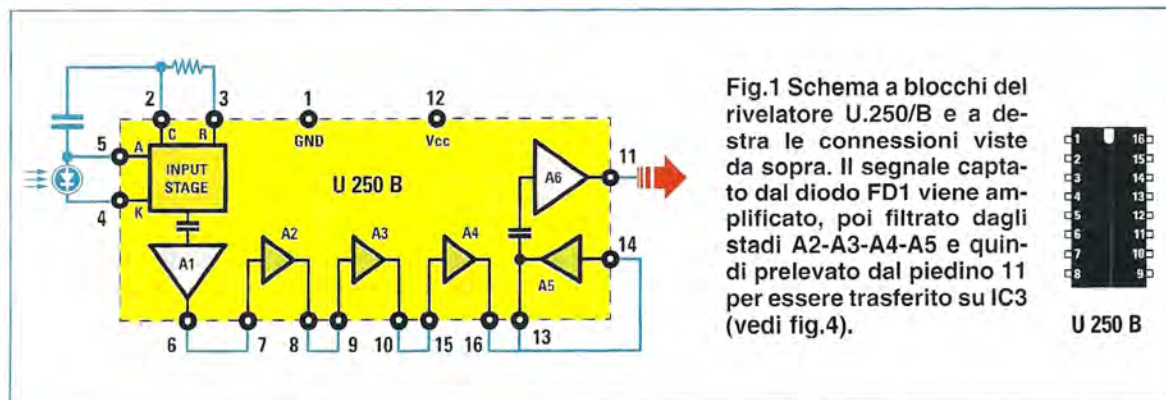 2
3
1
12
C
R
GND
Vcc
5
A
INPUT
STAGE
U 250 B
A6
11
K
4
A1
A2
A3
A4
A5
14
6
7
8
9
10
15
16
13
Fig.1 Schema a blocchi del
rivelatore U.250/B e a de-
stra le connessioni viste
da sopra. Il segnale capta-
to dal diodo FD1 viene am-
plificato, poi filtrato dagli
stadi A2-A3-A4-A5 e quin-
di prelevato dal piedino 11
per essere trasferito su IC3
(vedi fig.4).
1 16
2 15
3 14
4 13
5 12
6 11
7 10
8 9
U 250 B